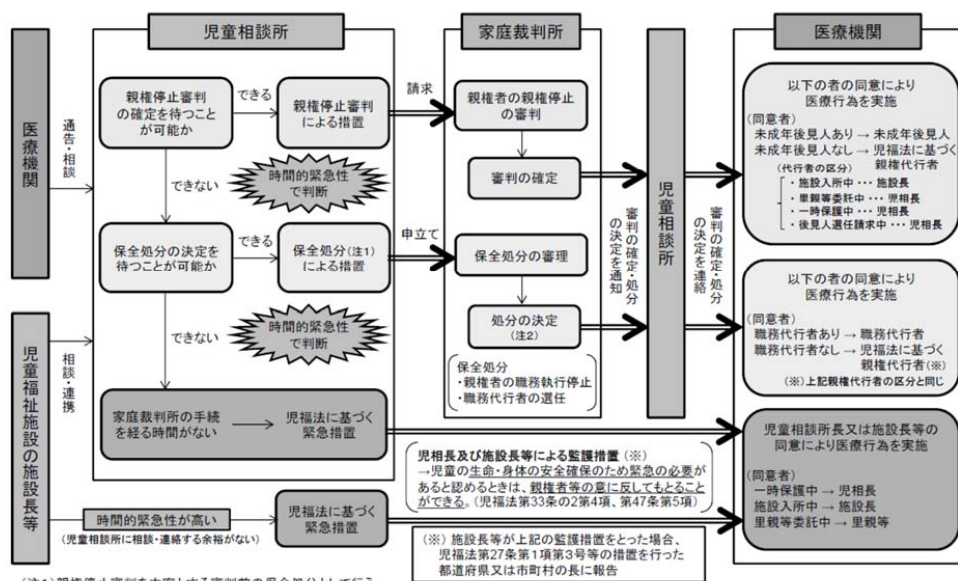 児童相談所
家庭裁判所
医療機関
医療機関
通告・相談
親権停止審判
の確定を待つこと
が可能か
できる
親権停止審判
による措置
請求
親権者の親権停止
の審判
できない
時間的緊急性
で判断
審判の確定
保全処分の決定を
待つことが可能か
できる
保全処分(注1)
による措置
申立て
保全処分の審理
できない
時間的緊急性
で判断
処分の決定
(注2)
保全処分
・親権者の職務執行停止
・職務代行者の選任
審判の確定・処分
の決定を通知
児童相談所
審判の確定・処分
の決定を連絡
以下の者の同意により
医療行為を実施
(同意者)
未成年後見人あり → 未成年後見人
未成年後見人なし → 児福法に基づく
親権代行者
(代行者の区分)
・施設入所中・・・施設長
・里親等委託中・・・児相長
・一時保護中・・・児相長
・後見人選任請求中・・・児相長
以下の者の同意により
医療行為を実施
(同意者)
職務代行者あり → 職務代行者
職務代行者なし → 児福法に基づく
親権代行者(※)
(※)上記親権代行者の区分と同じ
児童福祉施設の施設長等
相談・連携
家庭裁判所の手続
を経る時間がない
児福法に基づく
緊急措置
児童相談所長又は施設長等の
同意により医療行為を実施
(同意者)
一時保護中 → 児相長
施設入所中 → 施設長
里親等委託中 → 里親等
児相長及び施設長等による監護措置(※)
→児童の生命・身体の安全確保のため緊急の必要が
あると認めるときは、親権者等の意に反してもとること
ができる。(児福法第33条の2第4項、第47条第5項)
時間的緊急性が高い
(児童相談所に相談・連絡する余裕がない)
児福法に基づく
緊急措置
(※)施設長等が上記の監護措置をとった場合、
児福法第27条第1項第3号等の措置を行った
都道府県又は市町村の長に報告
(注1)親権停止審判を本案とする審判前の保全処分として行う